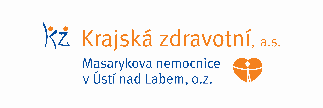 kz Krajská zdravotní, a.s.
Masarykova nemocnice
v Ústí nad Labem, o.z.